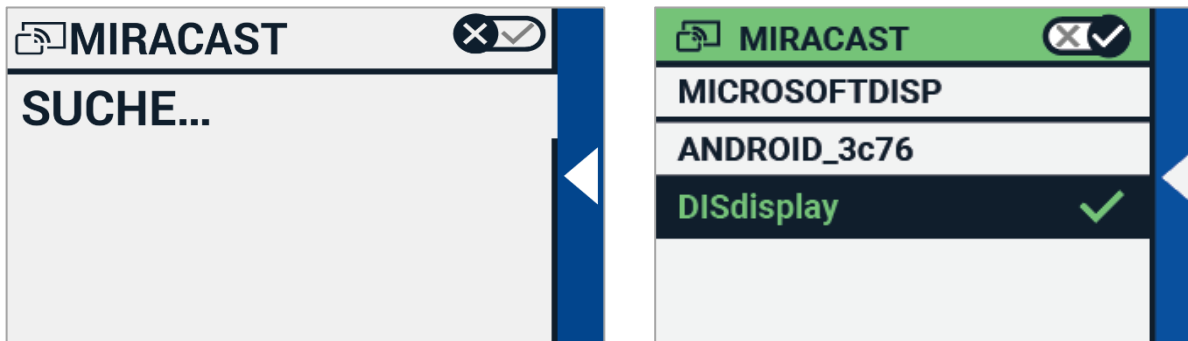 MIRACAST
SUCHE...
MIRACAST
MICROSOFTDISP
ANDROID_3c76
DISdisplay